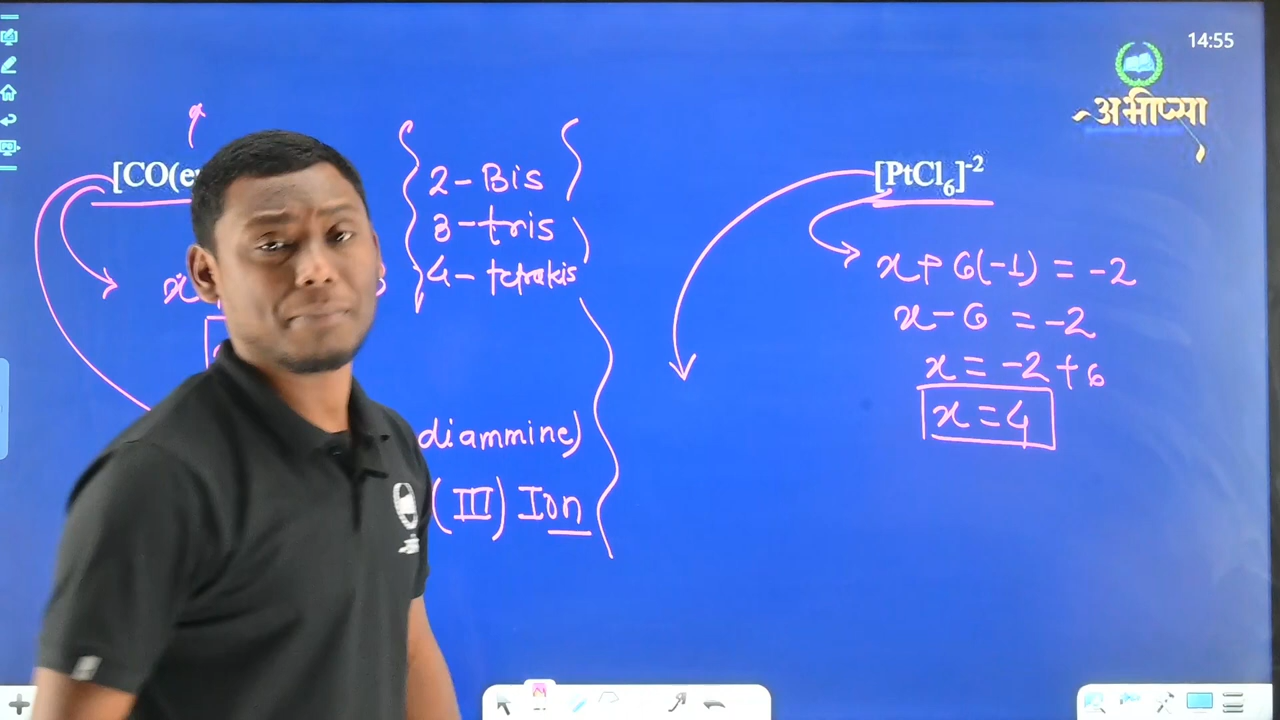 14:55
अभीप्सा
[CO(e
2-Bis
3-tris
4-tetrakis
diammine)
(III) Ion
[PtCl₆]⁻²
x+6(-1) = -2
x-6 = -2
x = -2+6
x=4